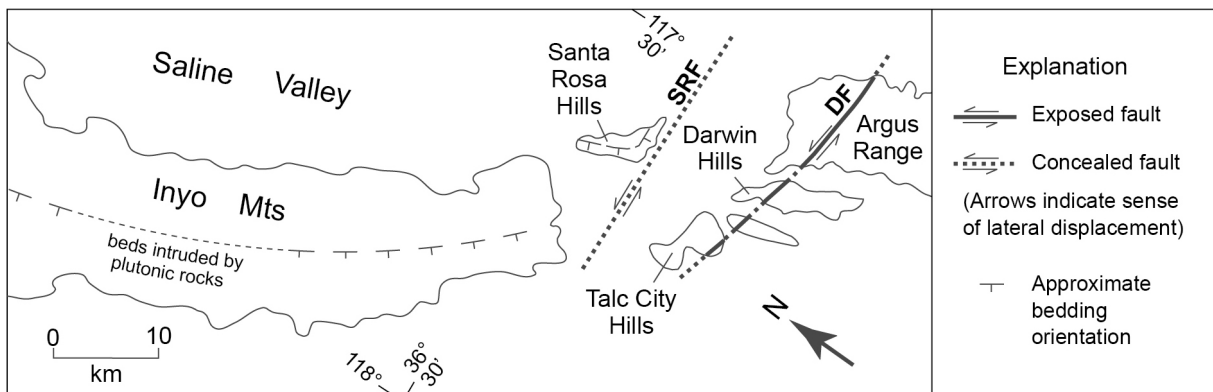 Saline Valley
Inyo Mts
beds intruded by
plutonic rocks
0 10
km
118°
36°
30'
117°
30'
Santa
Rosa
Hills
SRF
DF
Darwin
Hills
Argus
Range
Talc City
Hills
N
Explanation
Exposed fault
Concealed fault
(Arrows indicate sense
of lateral displacement)
Approximate
bedding
orientation